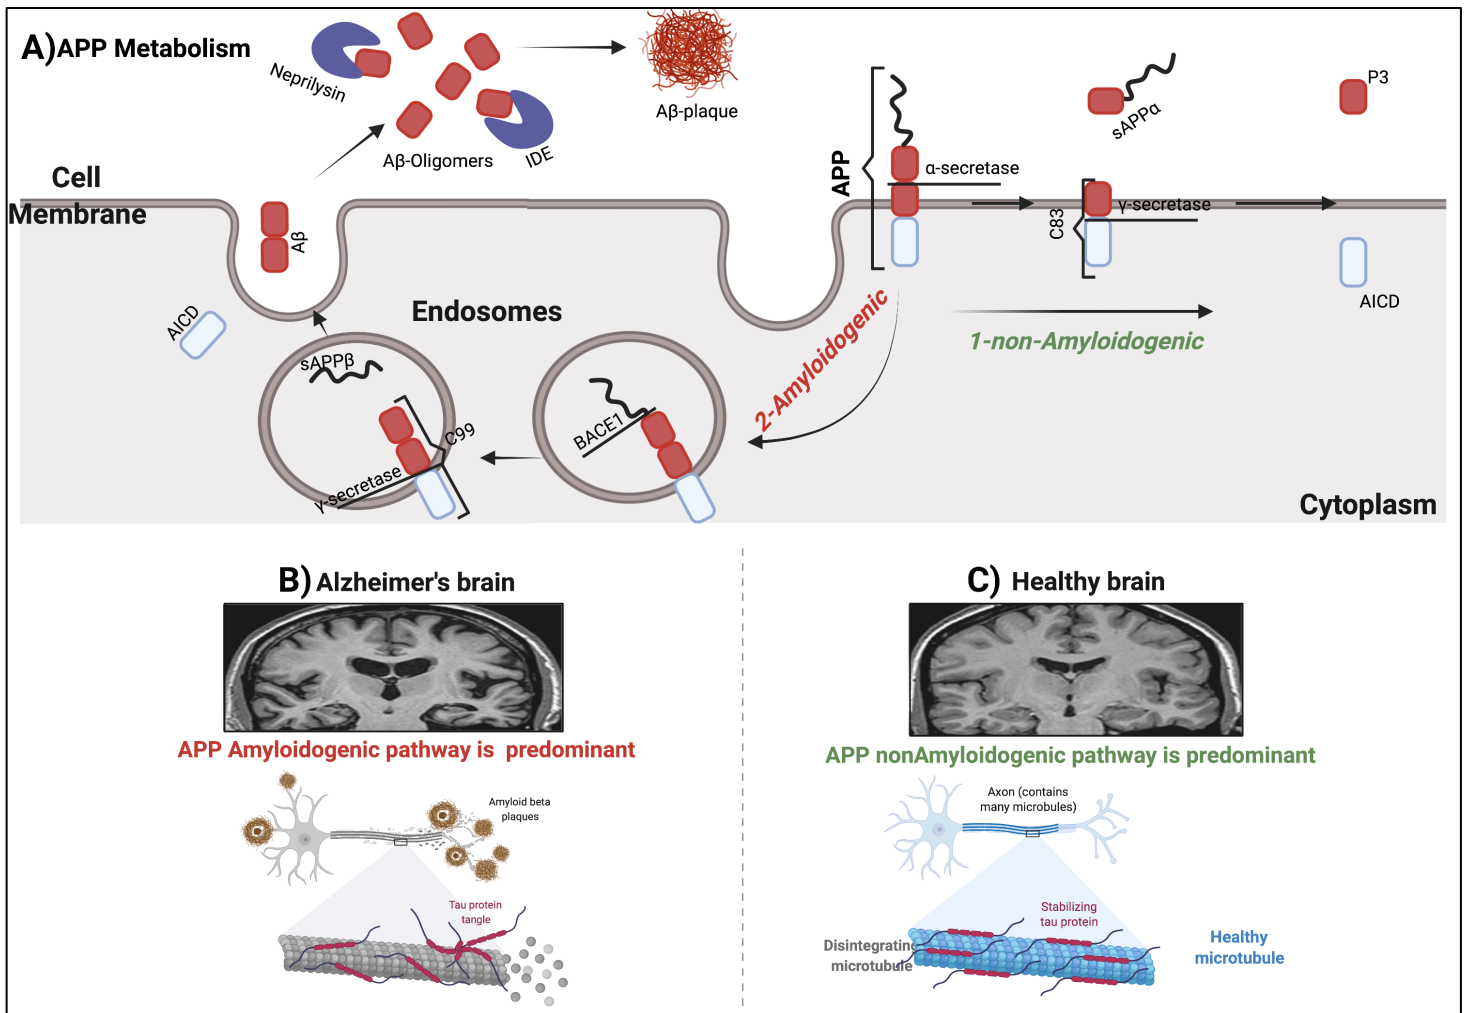 A) APP Metabolism
Neprilysin
Aβ-Oligomers
IDE
Aβ-plaque
Cell
Membrane
Aβ
AICD
Endosomes
sAPPβ
C99
γ-secretase
BACE1
2-Amyloidogenic
APP
α-secretase
C83
γ-secretase
sAPPα
P3
AICD
1-non-Amyloidogenic
Cytoplasm
B) Alzheimer's brain
APP Amyloidogenic pathway is predominant
Amyloid beta
plaques
Tau protein
tangle
C) Healthy brain
APP nonAmyloidogenic pathway is predominant
Axon (contains
many microbules)
Stabilizing
tau protein
Disintegrating
microtubule
Healthy
microtubule